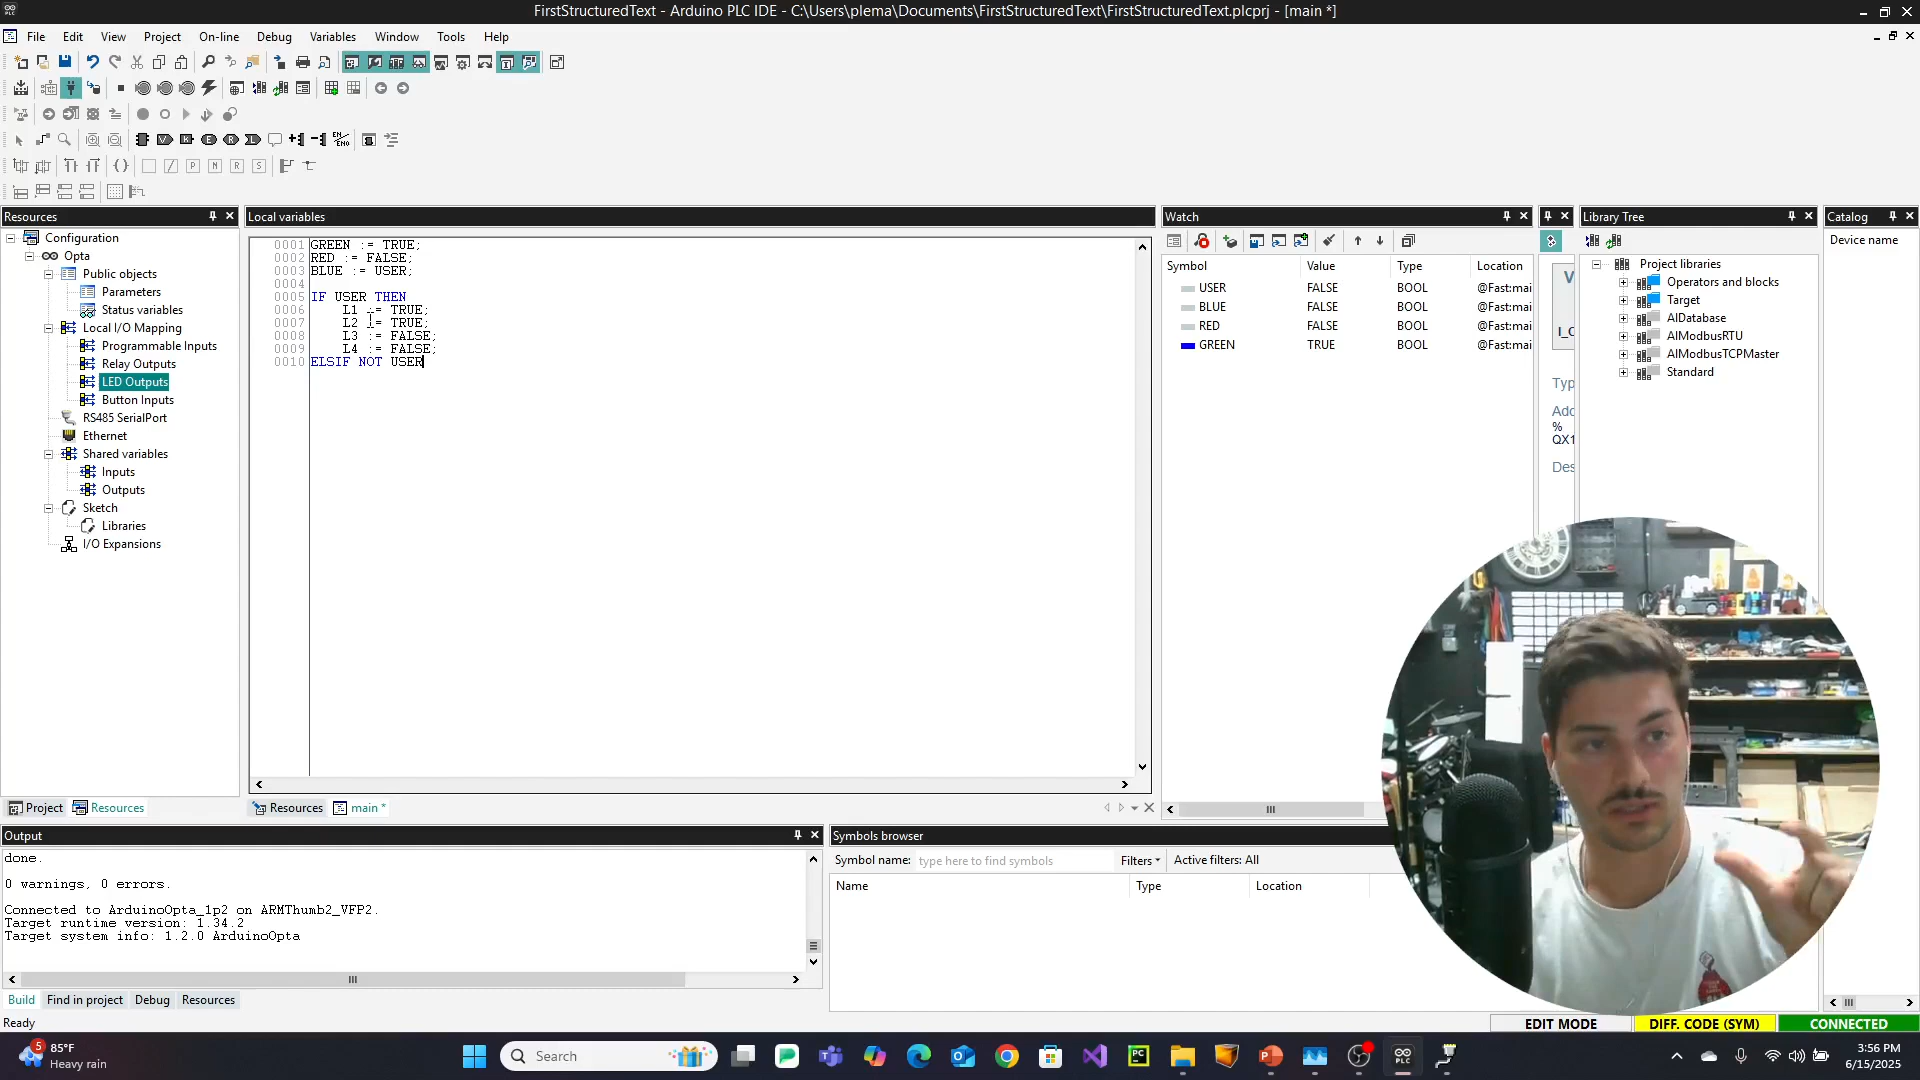 FirstStructuredText - Arduino PLC IDE - C:\Users\plema\Documents\FirstStructuredText\FirstStructuredText.plcprj - [main *]
File Edit View Project On-line Debug Variables Window Tools Help
Resources
Configuration
Opta
Public objects
Parameters
Status variables
Local I/O Mapping
Programmable Inputs
Relay Outputs
LED Outputs
Button Inputs
RS485 SerialPort
Ethernet
Shared variables
Inputs
Outputs
Sketch
Libraries
I/O Expansions
Project Resources
Local variables
0001 GREEN := TRUE;
0002 RED := FALSE;
0003 BLUE := USER;
0004
0005 IF USER THEN
0006 L1 := TRUE;
0007 L2 := TRUE;
0008 L3 := FALSE;
0009 L4 := FALSE;
0010 ELSIF NOT USER
Resources main *
Watch
Symbol Value Type Location
USER FALSE BOOL @Fast:mai
BLUE FALSE BOOL @Fast:mai
RED FALSE BOOL @Fast:mai
GREEN TRUE BOOL @Fast:mai
V
I_C
Typ
Adc
%
QX1
Des
Library Tree
Project libraries
Operators and blocks
Target
AlDatabase
AlModbusRTU
AlModbusTCPMaster
Standard
Catalog
Device name
Output
done.
0 warnings, 0 errors.
Connected to ArduinoOpta_1p2 on ARMThumb2_VFP2.
Target runtime version: 1.34.2
Target system info: 1.2.0 ArduinoOpta
Build Find in project Debug Resources
Symbols browser
Symbol name: type here to find symbols Filters Active filters: All
Name Type Location
Ready
EDIT MODE DIFF. CODE (SYM) CONNECTED
5
85°F
Heavy rain
Search
3:56 PM
6/15/2025